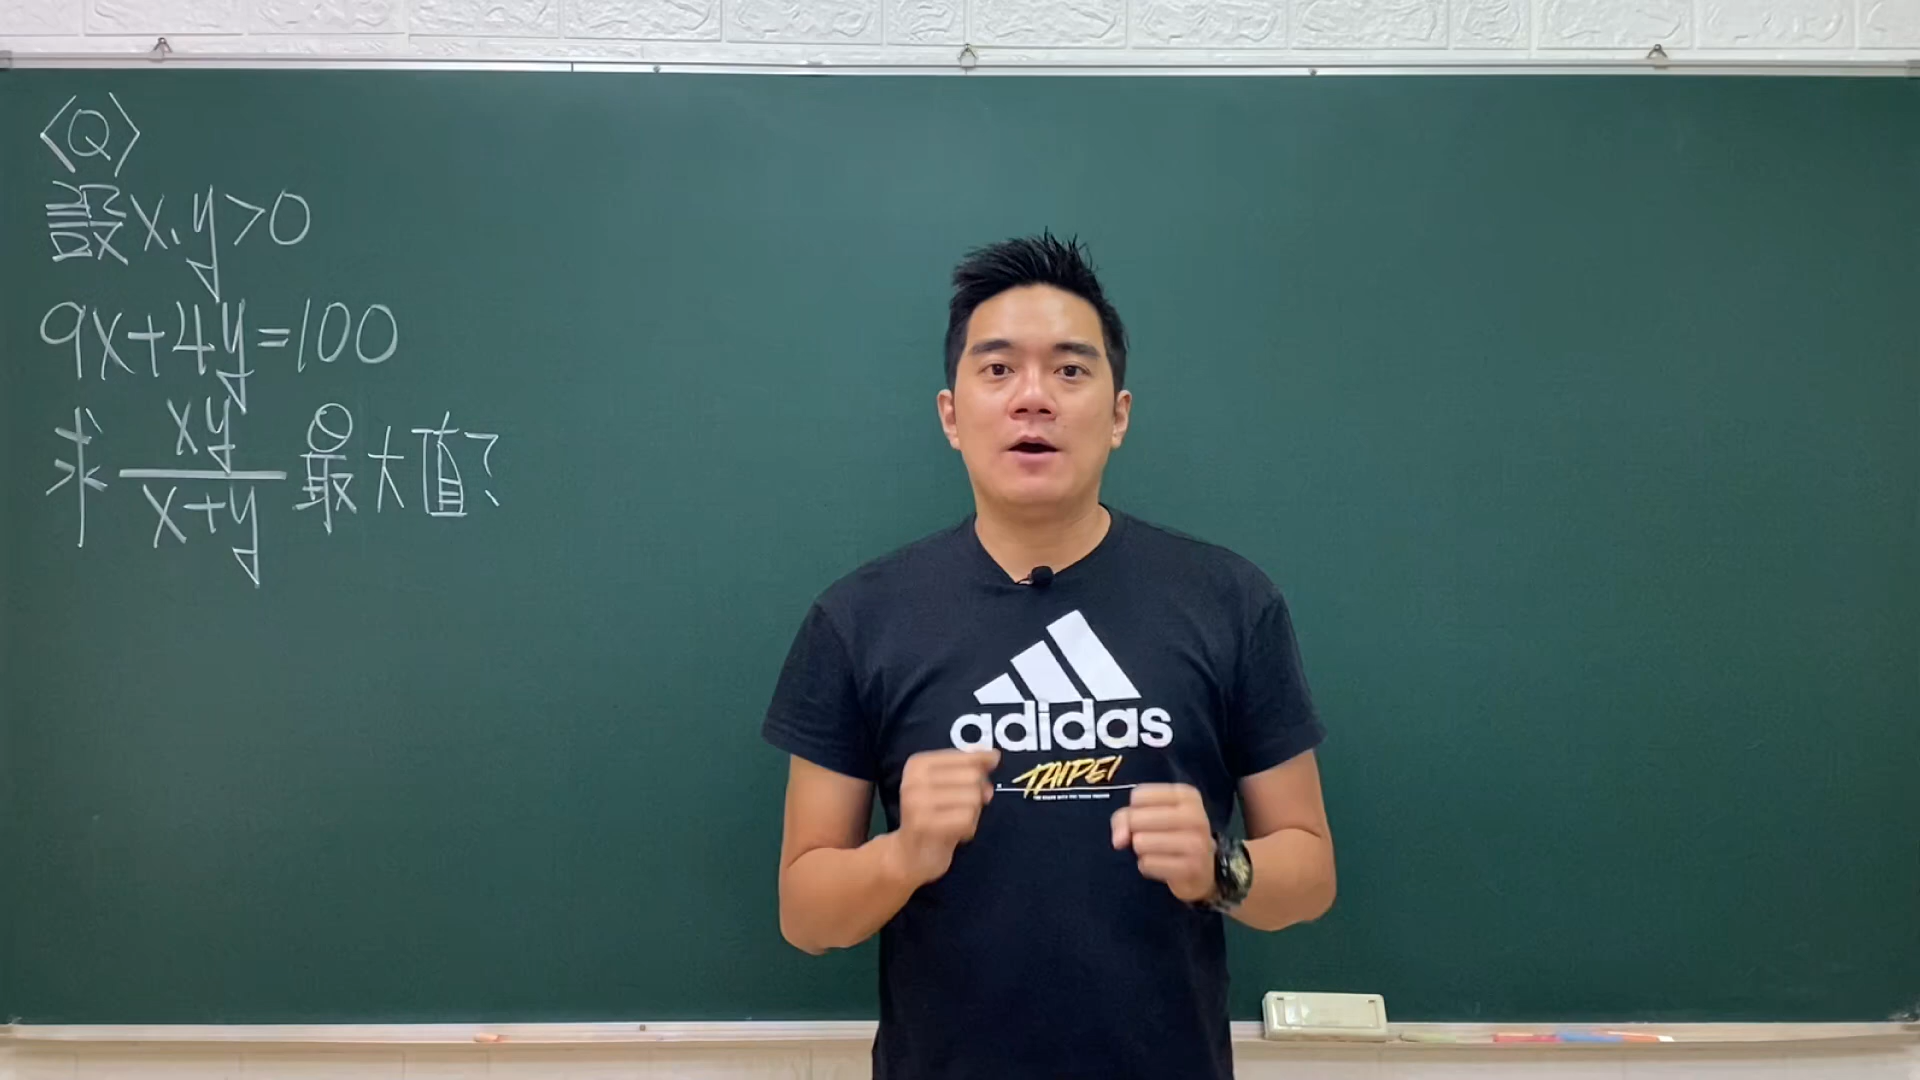 〈Q〉
設x,y>0
9x+4y=100
求 xy/x+y 最大值?
adidas
TAIPEI